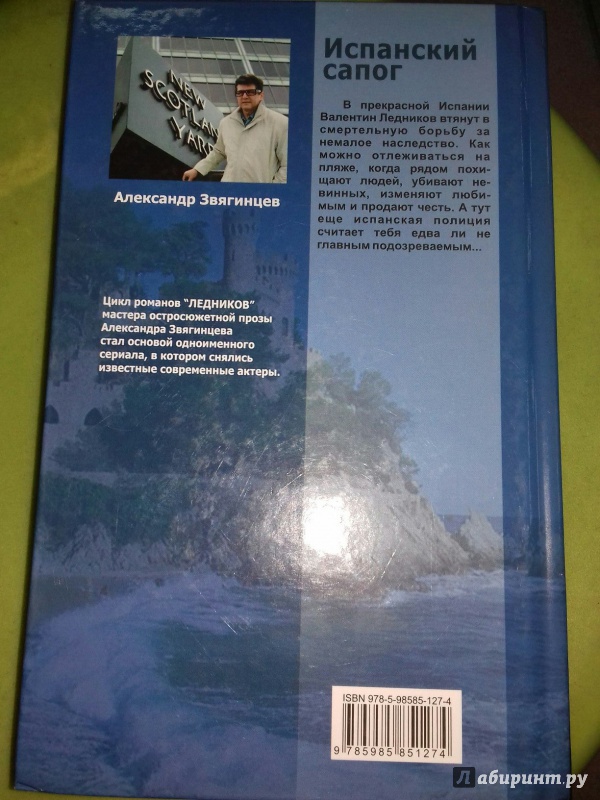 NEW
SCOTLAND
YARD
Александр Звягинцев
Испанский
сапог
В прекрасной Испании
Валентин Ледников втянут в
смертельную борьбу за
немалое наследство. Как
можно отлеживаться на
пляже, когда рядом похи-
щают людей, убивают не-
винных, изменяют люби-
мым и продают честь. А тут
еще испанская полиция
считает тебя едва ли не
главным подозреваемым...
Цикл романов "ЛЕДНИКОВ"
мастера остросюжетной прозы
Александра Звягинцева
стал основой одноименного
сериала, в котором снялись
известные современные актеры.
ISBN 978-5-98585-127-4
9 785985 851274
Лабиринт.ру